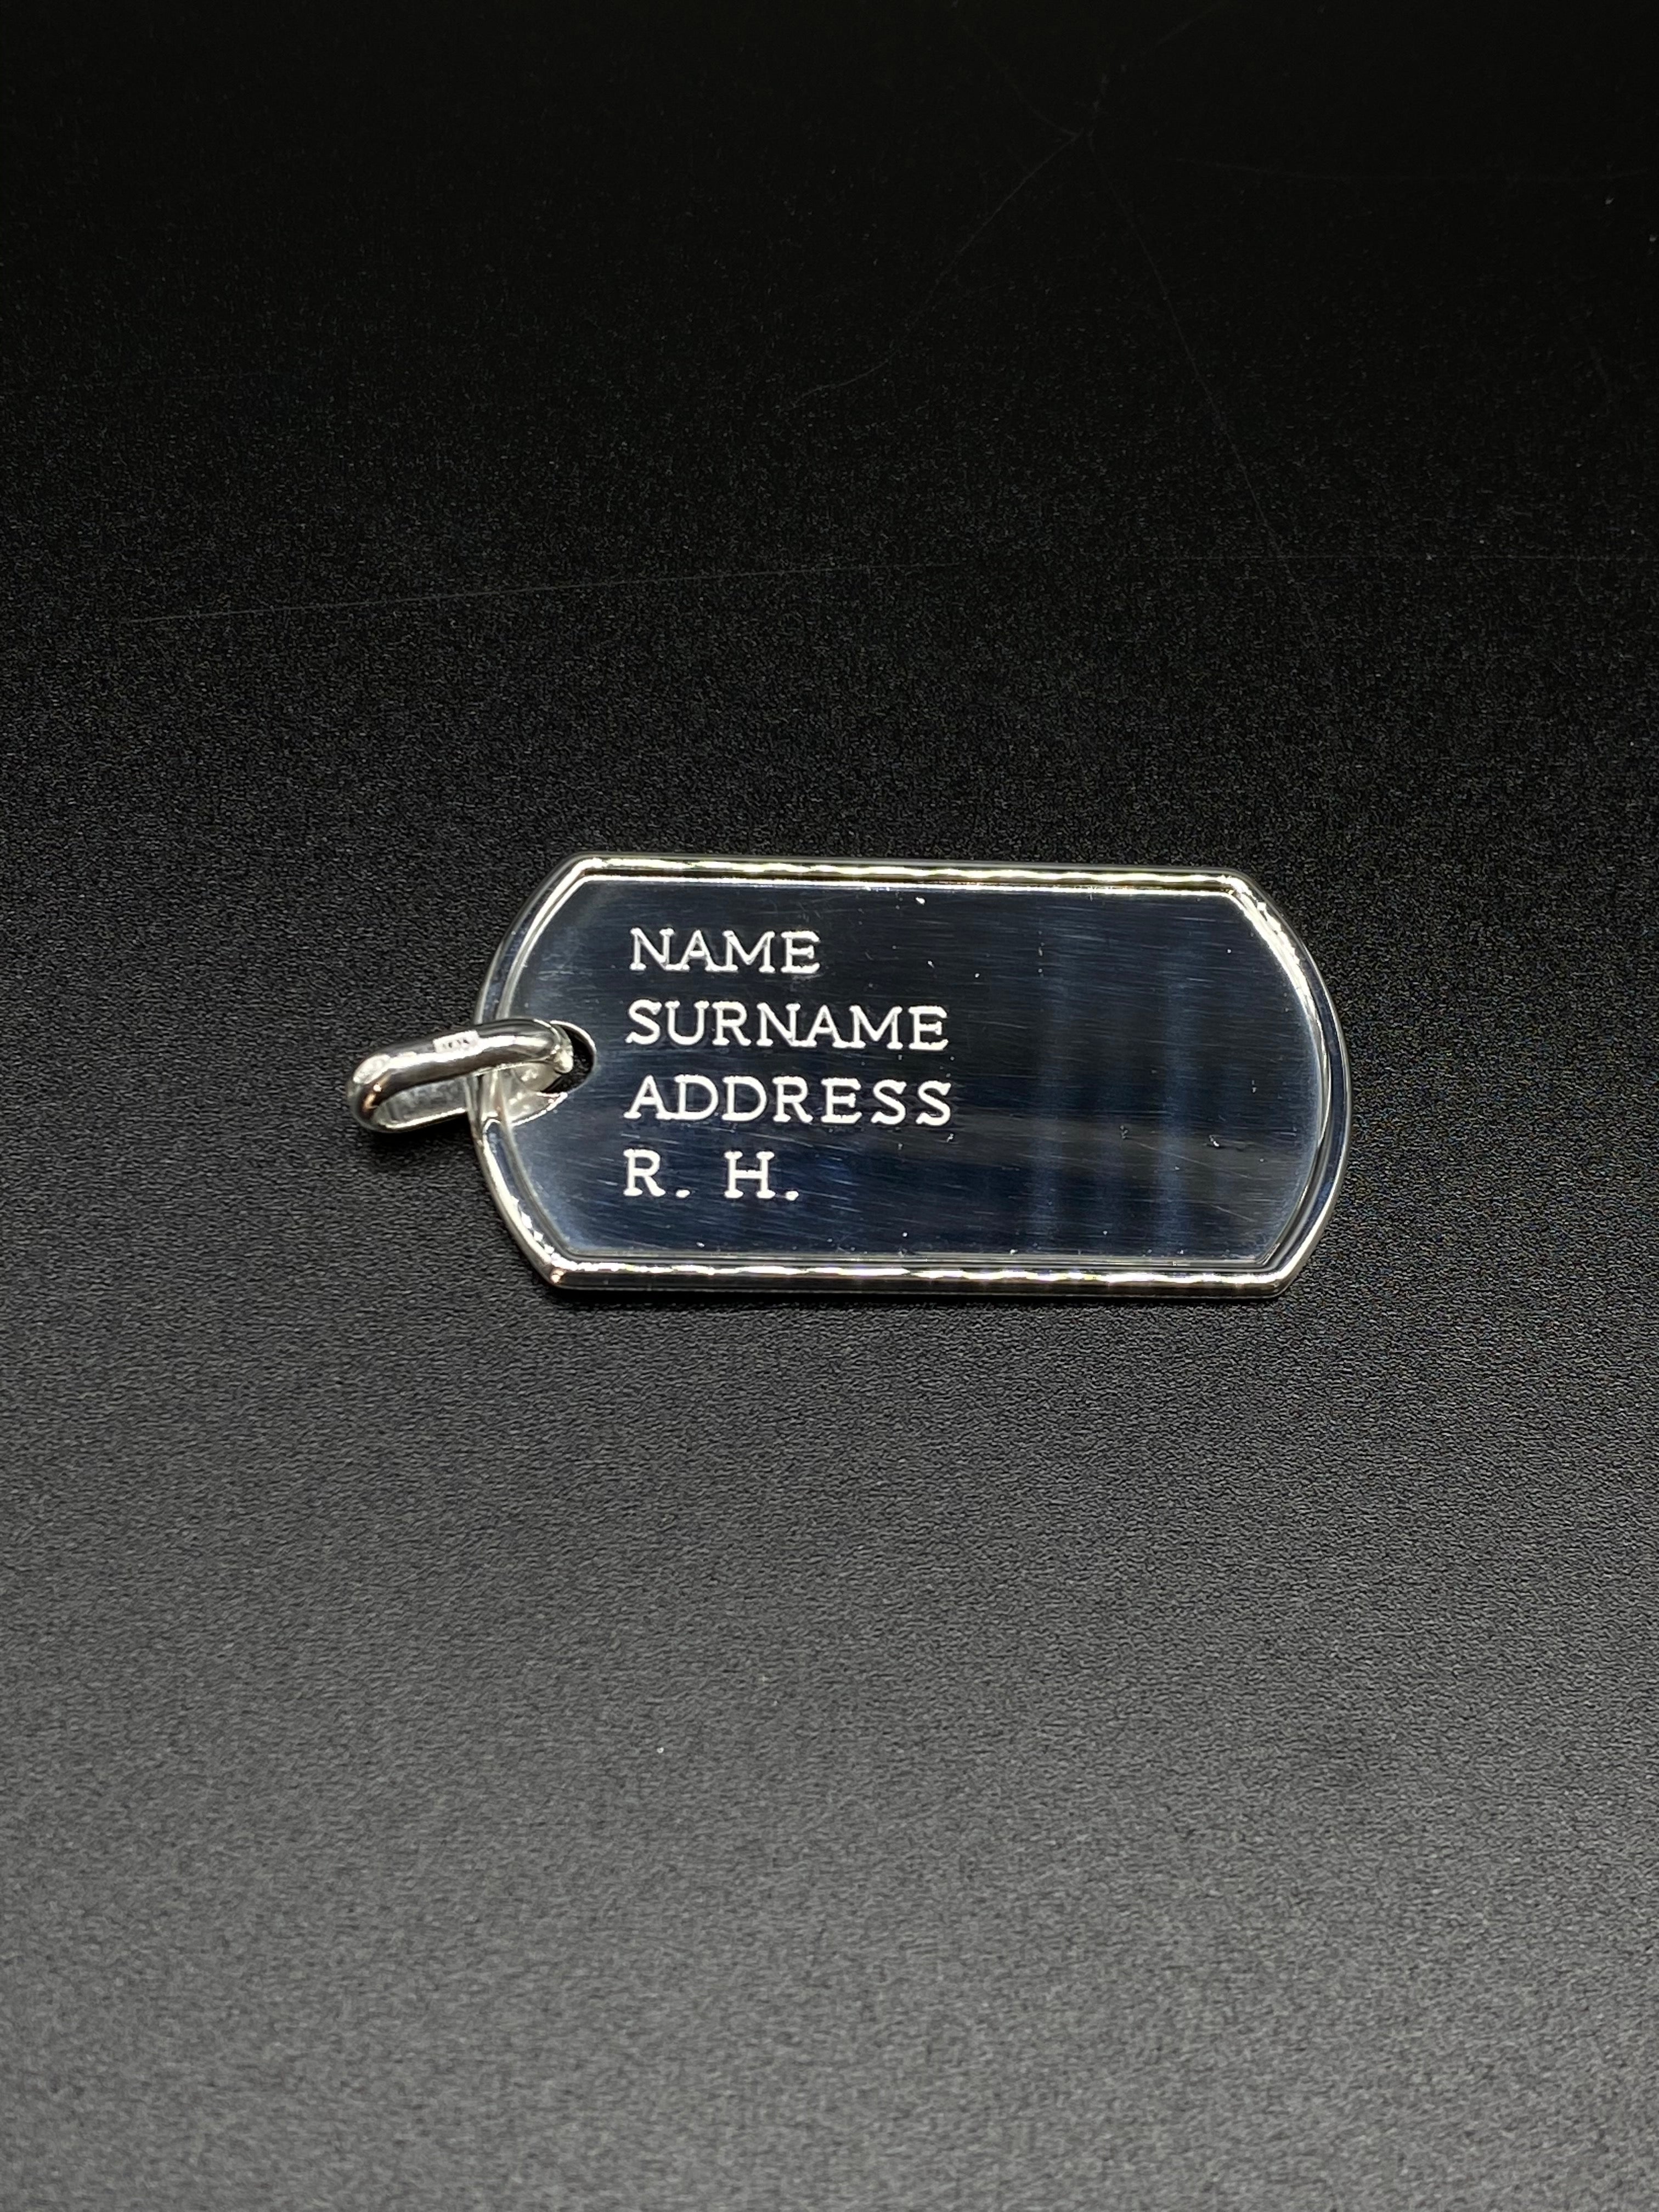 NAME
SURNAME
ADDRESS
R. H.